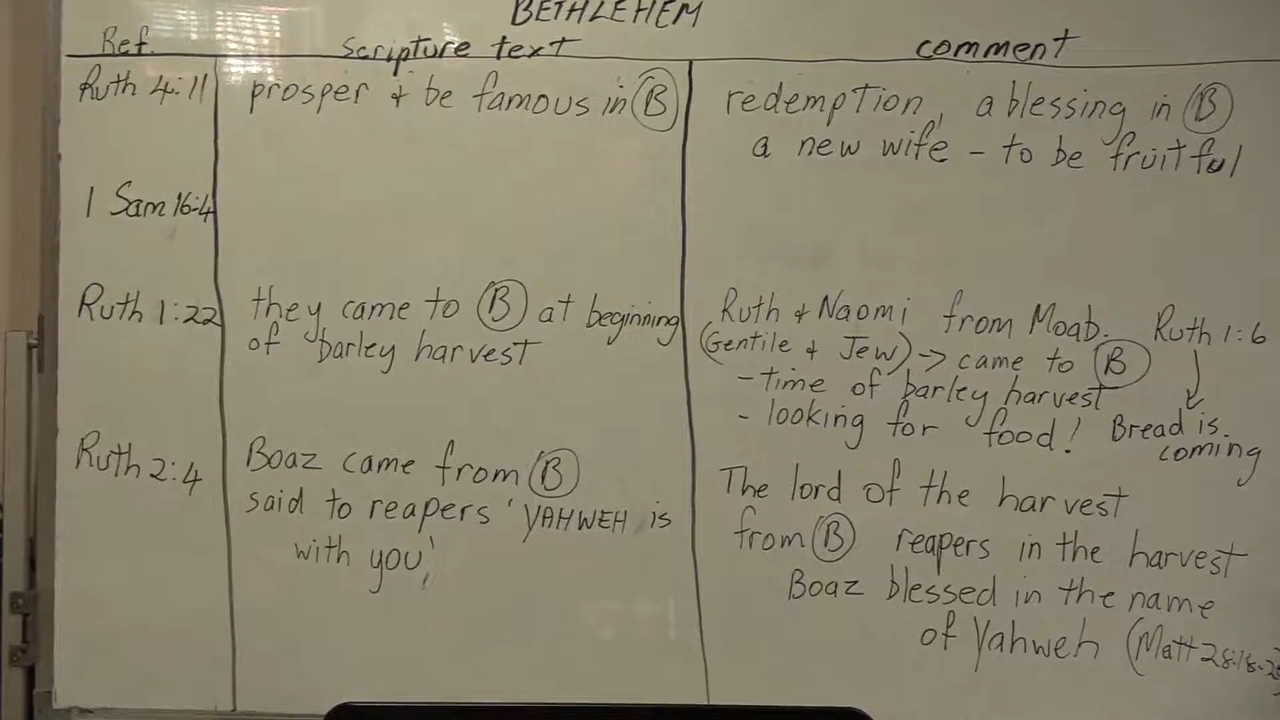 BETHLEHEM
Ref. scripture text comment
Ruth 4:11 prosper + be famous in B redemption, a blessing in B
a new wife - to be fruitful
1 Sam 16:4
Ruth 1:22 they came to B at beginning
of barley harvest
Ruth + Naomi from Moab. Ruth 1:6
(Gentile + Jew) -> came to B
- time of barley harvest
- looking for food! Bread is
coming
Ruth 2:4 Boaz came from B
said to reapers 'YAHWEH is
with you,'
The lord of the harvest
from B reapers in the harvest
Boaz blessed in the name
of Yahweh (Matt 28:18-